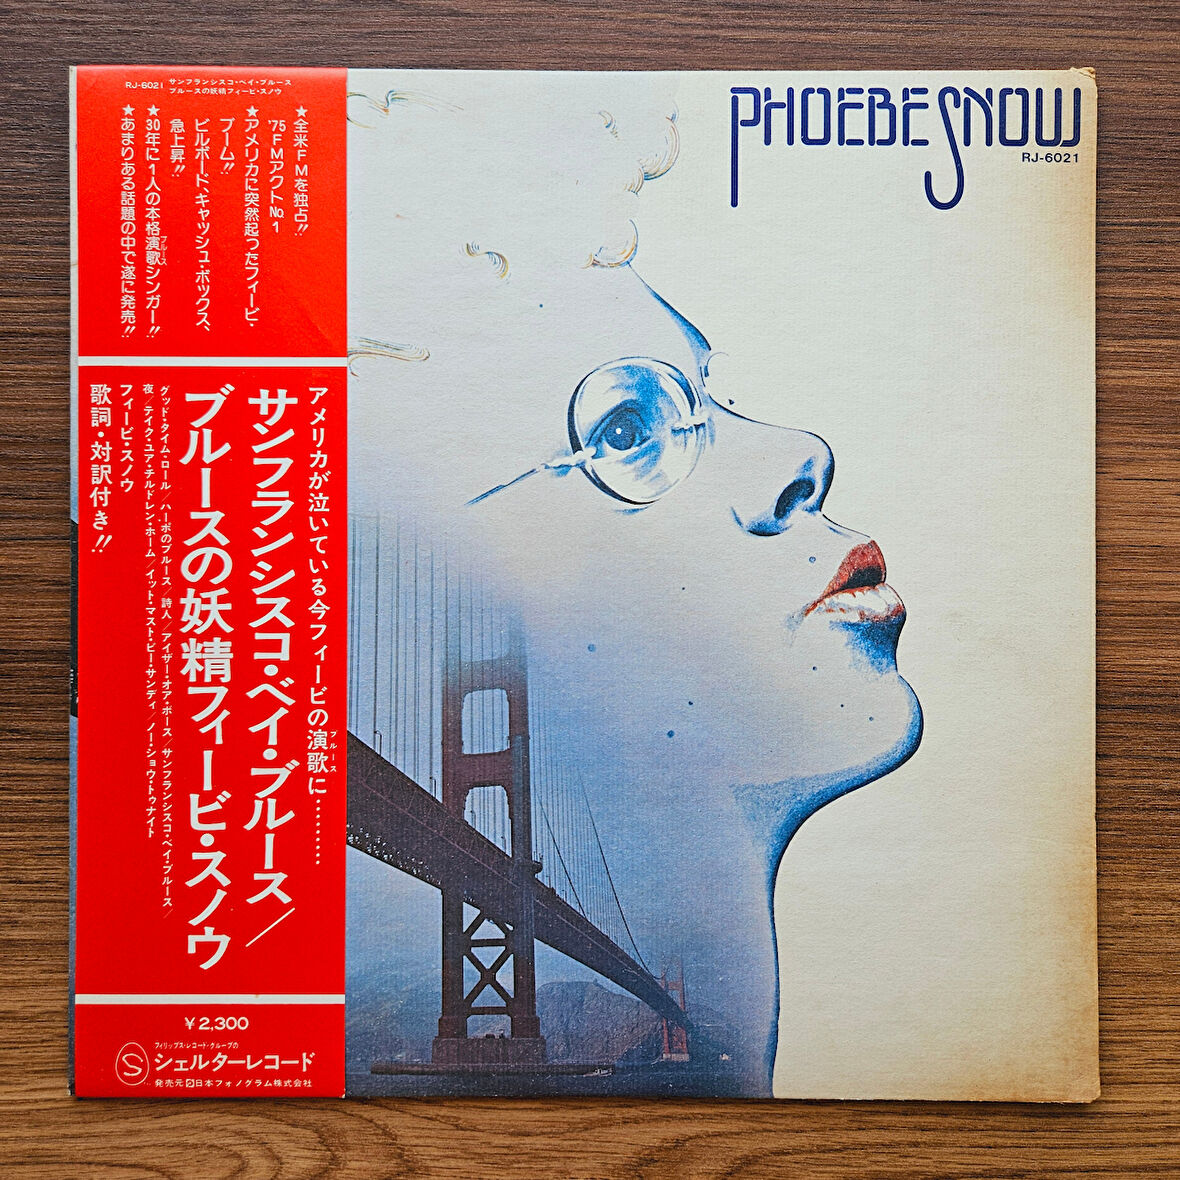 RJ-6021
サンフランシスコ・ベイ・ブルース
ブルースの妖精フィービ・スノウ
★全米FMを独占!!
'75FMアクトNo.1
★アメリカに突然起ったフィービ・
ブーム!!
ビルボード、キャッシュ・ボックス、
急上昇!!
★30年に1人の本格演歌シンガー!!
ブルース
★あまりある話題の中で遂に発売!!
アメリカが泣いている今フィービの演歌に………
ブルース
サンフランシスコ・ベイ・ブルース/
ブルースの妖精フィービ・スノウ
グッド・タイム・ロール/ハーポのブルース/詩人/アイザー・オア・ボース/サンフランシスコ・ベイ・ブルース/
夜/テイク・ユア・チルドレン・ホーム/イット・マスト・ビー・サンディ/ノー・ショウ・トゥナイト
フィービ・スノウ
歌詞・対訳付き!!
¥2,300
フィリップス・レコード・グループの
S
シェルターレコード
発売元 日本フォノグラム株式会社
PHOEBE SNOW
RJ-6021